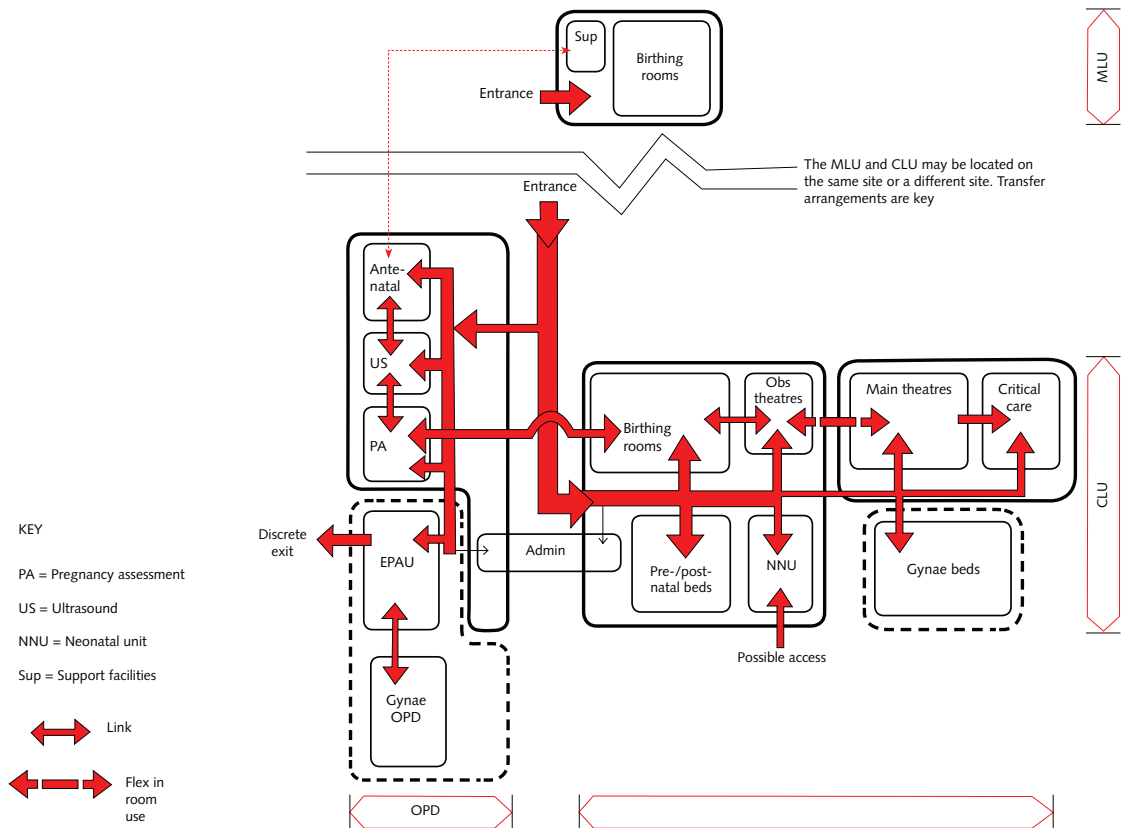 Sup
Birthing
rooms
Entrance
MLU
The MLU and CLU may be located on
the same site or a different site. Transfer
arrangements are key
Entrance
Ante-
natal
US
PA
Birthing
rooms
Obs
theatres
Main theatres
Critical
care
CLU
Discrete
exit
EPAU
Admin
Pre-/post-
natal beds
NNU
Gynae beds
Possible access
Gynae
OPD
KEY
PA = Pregnancy assessment
US = Ultrasound
NNU = Neonatal unit
Sup = Support facilities
Link
Flex in
room
use
OPD